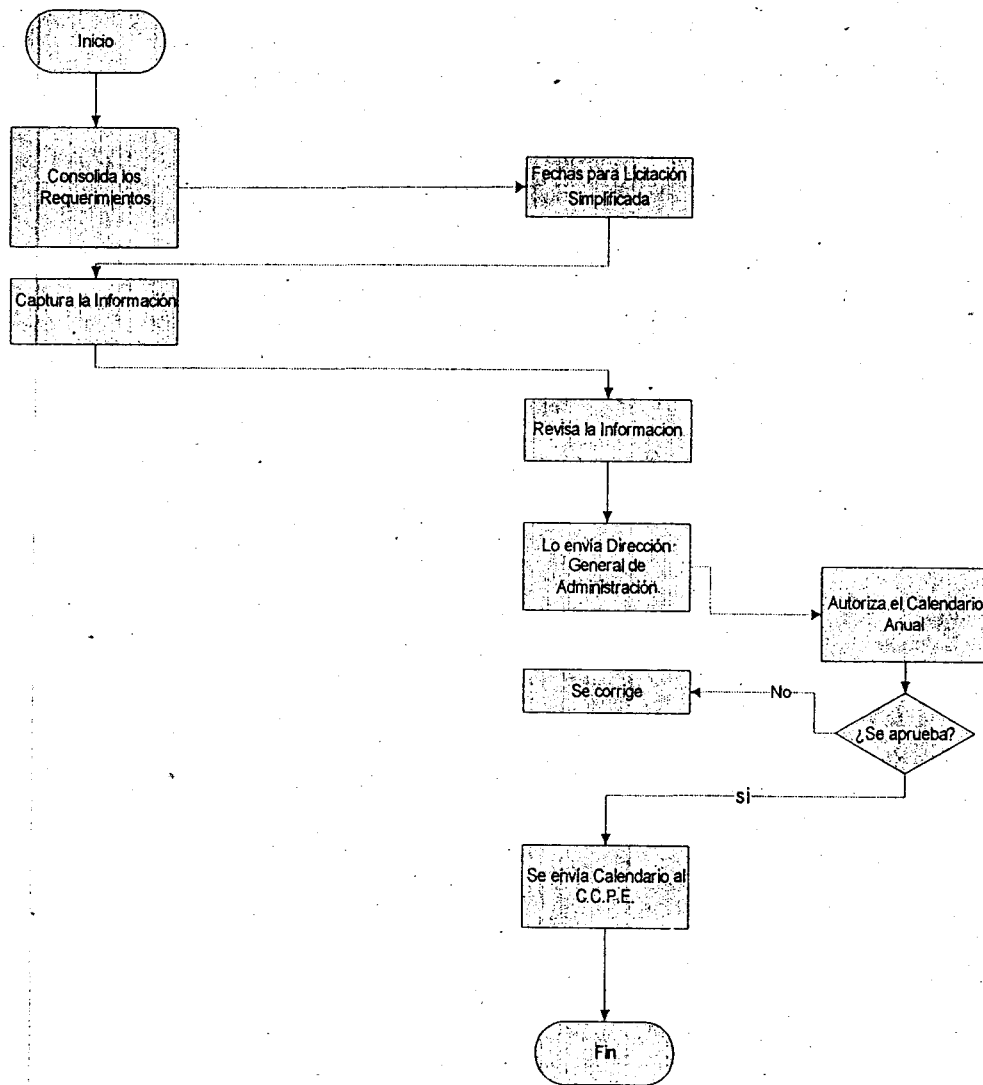 Inicio
Consolida los
Requerimientos
Fechas para Licitación
Simplificada
Captura la Información
Revisa la Informacion
Lo envía Dirección
General de
Administración
Autoriza el Calendario
Anual
Se corrige
No
¿Se aprueba?
si
Se envía Calendario al
C.C.P.E.
Fin